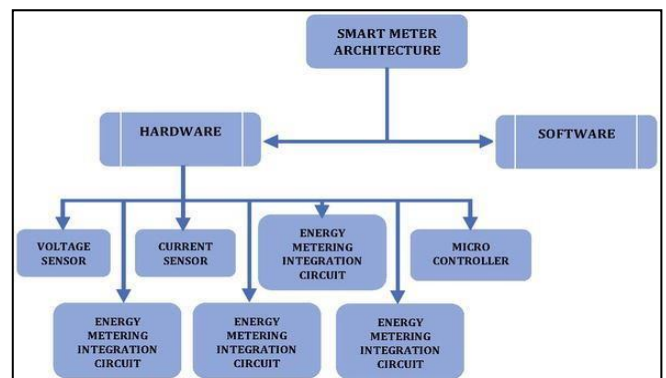 SMART METER
ARCHITECTURE
HARDWARE
SOFTWARE
VOLTAGE
SENSOR
CURRENT
SENSOR
ENERGY
METERING
INTEGRATION
CIRCUIT
MICRO
CONTROLLER
ENERGY
METERING
INTEGRATION
CIRCUIT
ENERGY
METERING
INTEGRATION
CIRCUIT
ENERGY
METERING
INTEGRATION
CIRCUIT